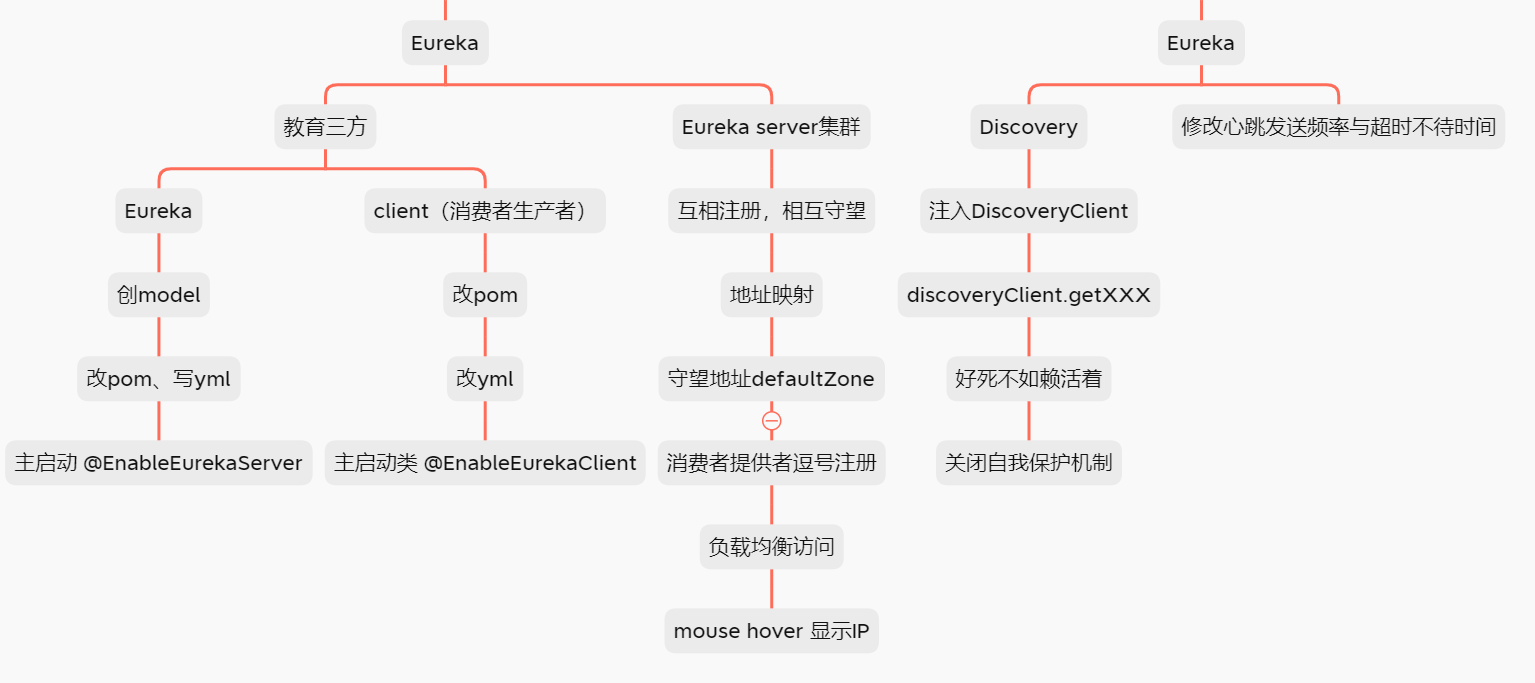 Eureka
Eureka
教育三方
Eureka server集群
Discovery
修改心跳发送频率与超时不待时间
Eureka
client（消费者生产者）
互相注册，相互守望
注入DiscoveryClient
创model
改pom
地址映射
discoveryClient.getXXX
改pom、写yml
改yml
守望地址defaultZone
好死不如赖活着
主启动 @EnableEurekaServer
主启动类 @EnableEurekaClient
消费者提供者逗号注册
关闭自我保护机制
负载均衡访问
mouse hover 显示IP